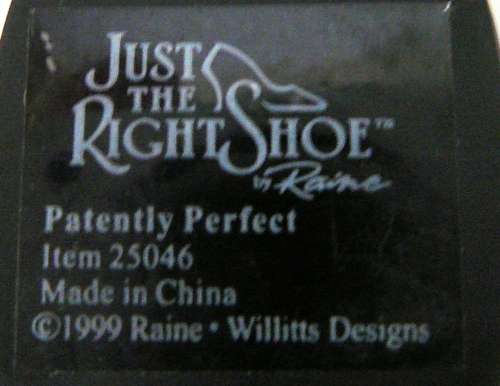 JUST
THE
RIGHT SHOE™
by Raine
Patently Perfect
Item 25046
Made in China
©1999 Raine • Willitts Designs